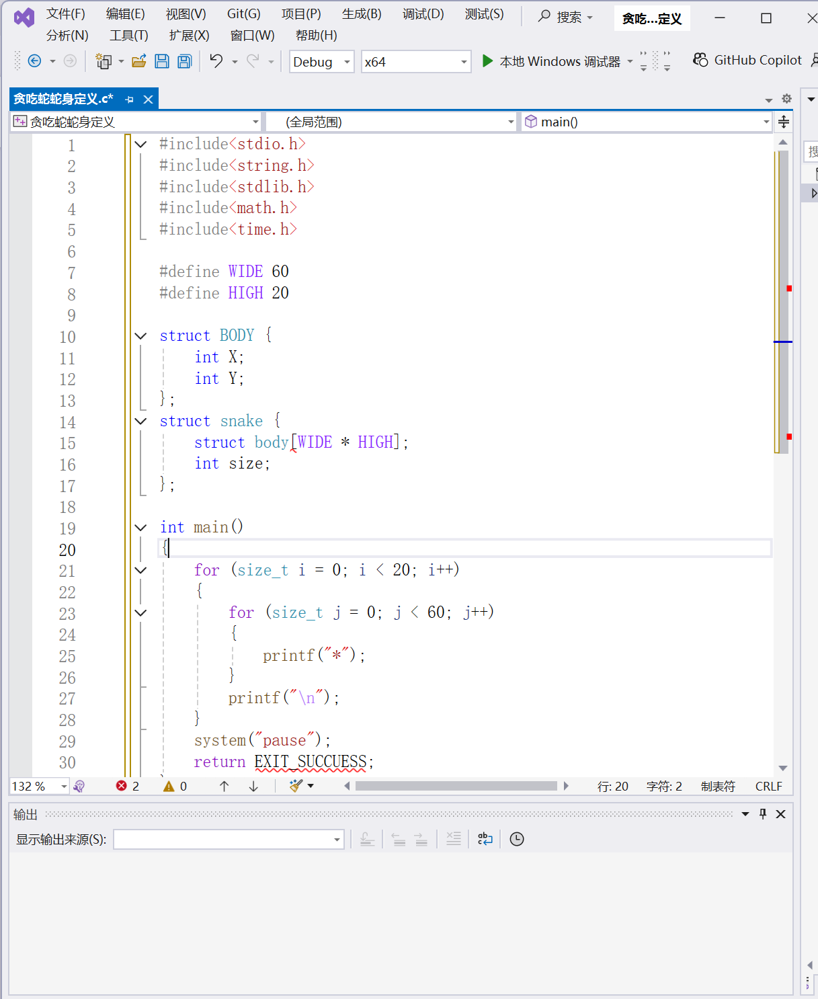 文件(F) 编辑(E) 视图(V) Git(G) 项目(P) 生成(B) 调试(D) 测试(S) 搜索 贪吃...定义
分析(N) 工具(T) 扩展(X) 窗口(W) 帮助(H)
Debug x64 本地 Windows 调试器 GitHub Copilot
贪吃蛇蛇身定义.c*
贪吃蛇蛇身定义 (全局范围) main()
1 #include<stdio.h>
2 #include<string.h>
3 #include<stdlib.h>
4 #include<math.h>
5 #include<time.h>
6
7 #define WIDE 60
8 #define HIGH 20
9
10 struct BODY {
11 int X;
12 int Y;
13 };
14 struct snake {
15 struct body[WIDE * HIGH];
16 int size;
17 };
18
19 int main()
20 {
21 for (size_t i = 0; i < 20; i++)
22 {
23 for (size_t j = 0; j < 60; j++)
24 {
25 printf("*");
26 }
27 printf("\n");
28 }
29 system("pause");
30 return EXIT_SUCCUESS;
132 % 2 0 行: 20 字符: 2 制表符 CRLF
输出
显示输出来源(S):